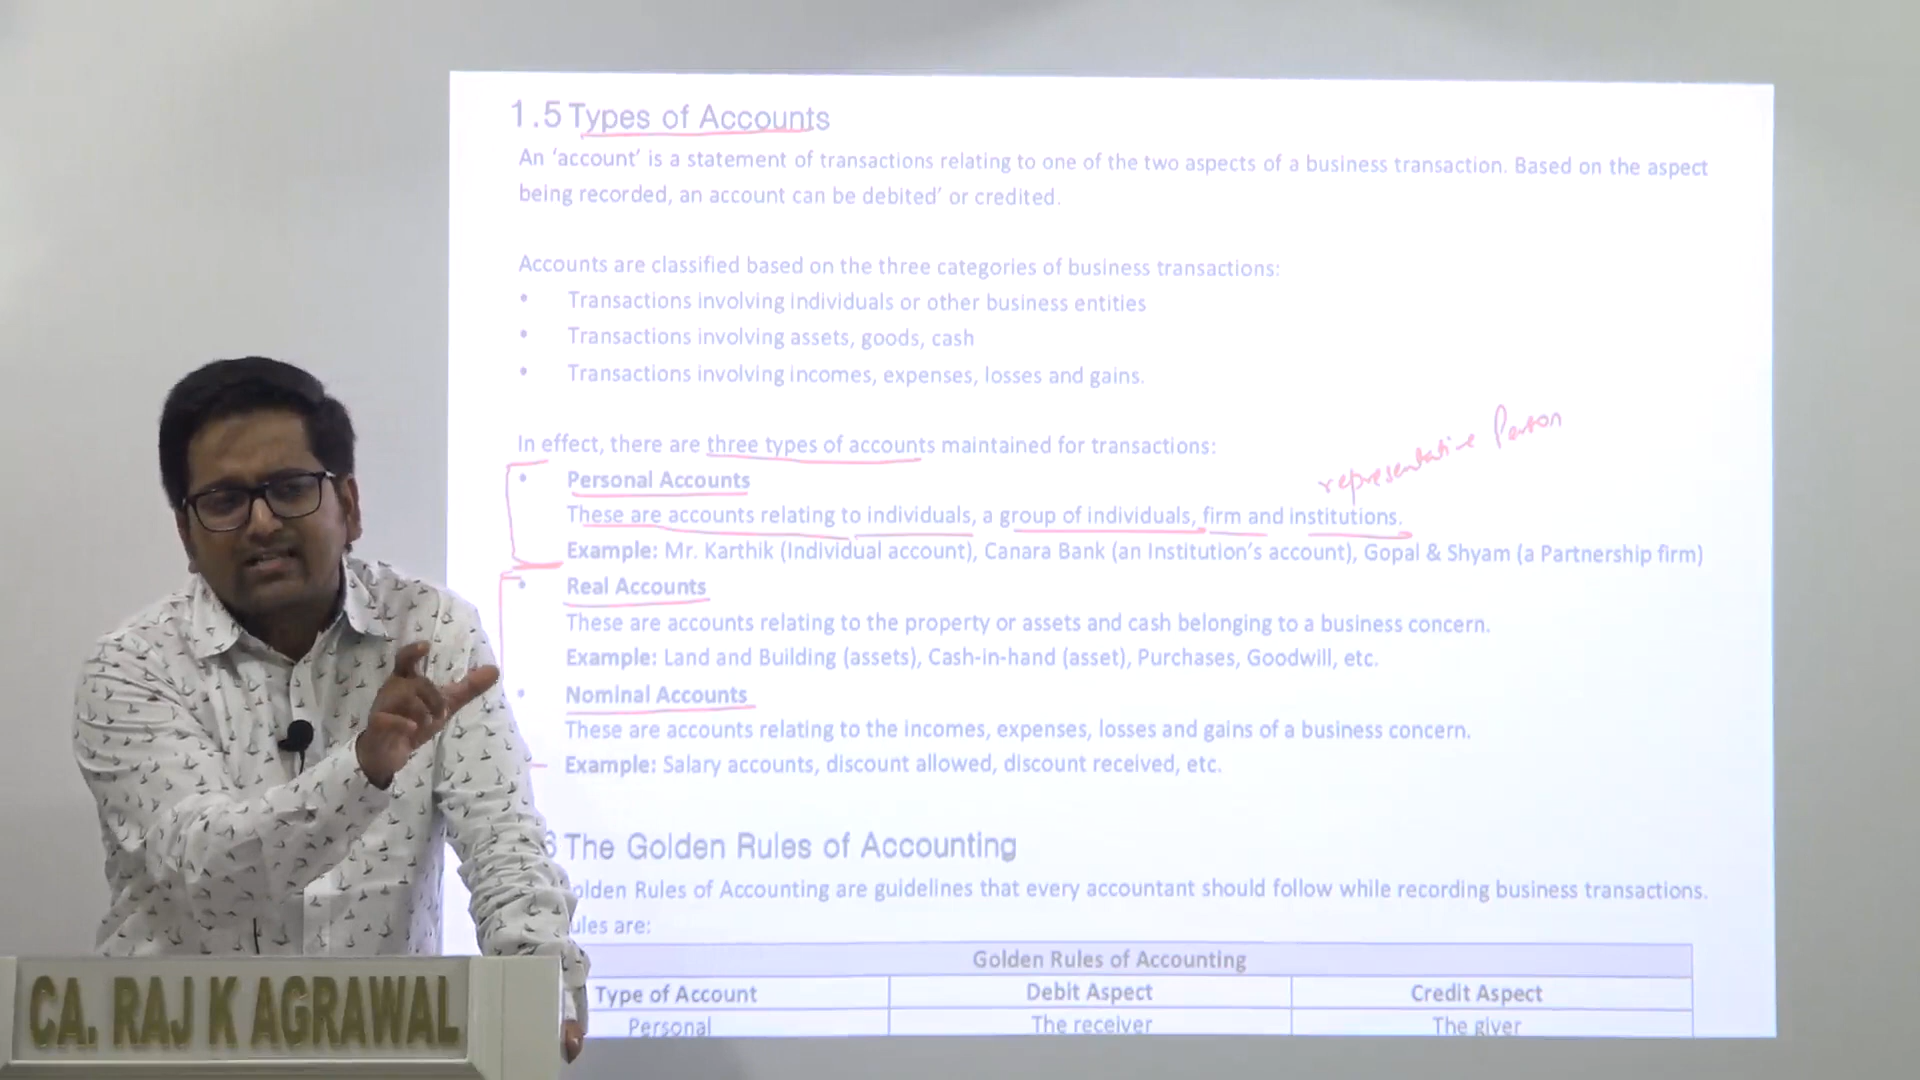 1.5 Types of Accounts
An ‘account’ is a statement of transactions relating to one of the two aspects of a business transaction. Based on the aspect
being recorded, an account can be debited’ or credited.
Accounts are classified based on the three categories of business transactions:
• Transactions involving individuals or other business entities
• Transactions involving assets, goods, cash
• Transactions involving incomes, expenses, losses and gains.
In effect, there are three types of accounts maintained for transactions:
representative Person
• Personal Accounts
These are accounts relating to individuals, a group of individuals, firm and institutions.
Example: Mr. Karthik (Individual account), Canara Bank (an Institution’s account), Gopal & Shyam (a Partnership firm)
• Real Accounts
These are accounts relating to the property or assets and cash belonging to a business concern.
Example: Land and Building (assets), Cash-in-hand (asset), Purchases, Goodwill, etc.
• Nominal Accounts
These are accounts relating to the incomes, expenses, losses and gains of a business concern.
Example: Salary accounts, discount allowed, discount received, etc.
6 The Golden Rules of Accounting
olden Rules of Accounting are guidelines that every accountant should follow while recording business transactions.
ules are:
Golden Rules of Accounting
Type of Account Debit Aspect Credit Aspect
Personal The receiver The giver
CA. RAJ K AGRAWAL